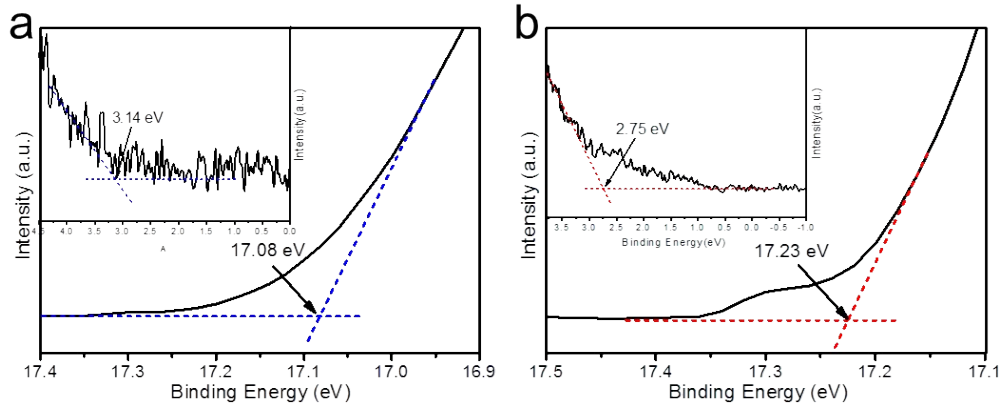 a
Intensity (a.u.)
3.14 eV
Intensity(a.u.)
4.5 4.0 3.5 3.0 2.5 2.0 1.5 1.0 0.5 0.0
A
17.08 eV
17.4 17.3 17.2 17.1 17.0 16.9
Binding Energy (eV)
b
Intensity (a.u.)
2.75 eV
Intensity(a.u.)
3.5 3.0 2.5 2.0 1.5 1.0 0.5 0.0 -0.5 -1.0
Binding Energy(eV)
17.23 eV
17.5 17.4 17.3 17.2 17.1
Binding Energy (eV)